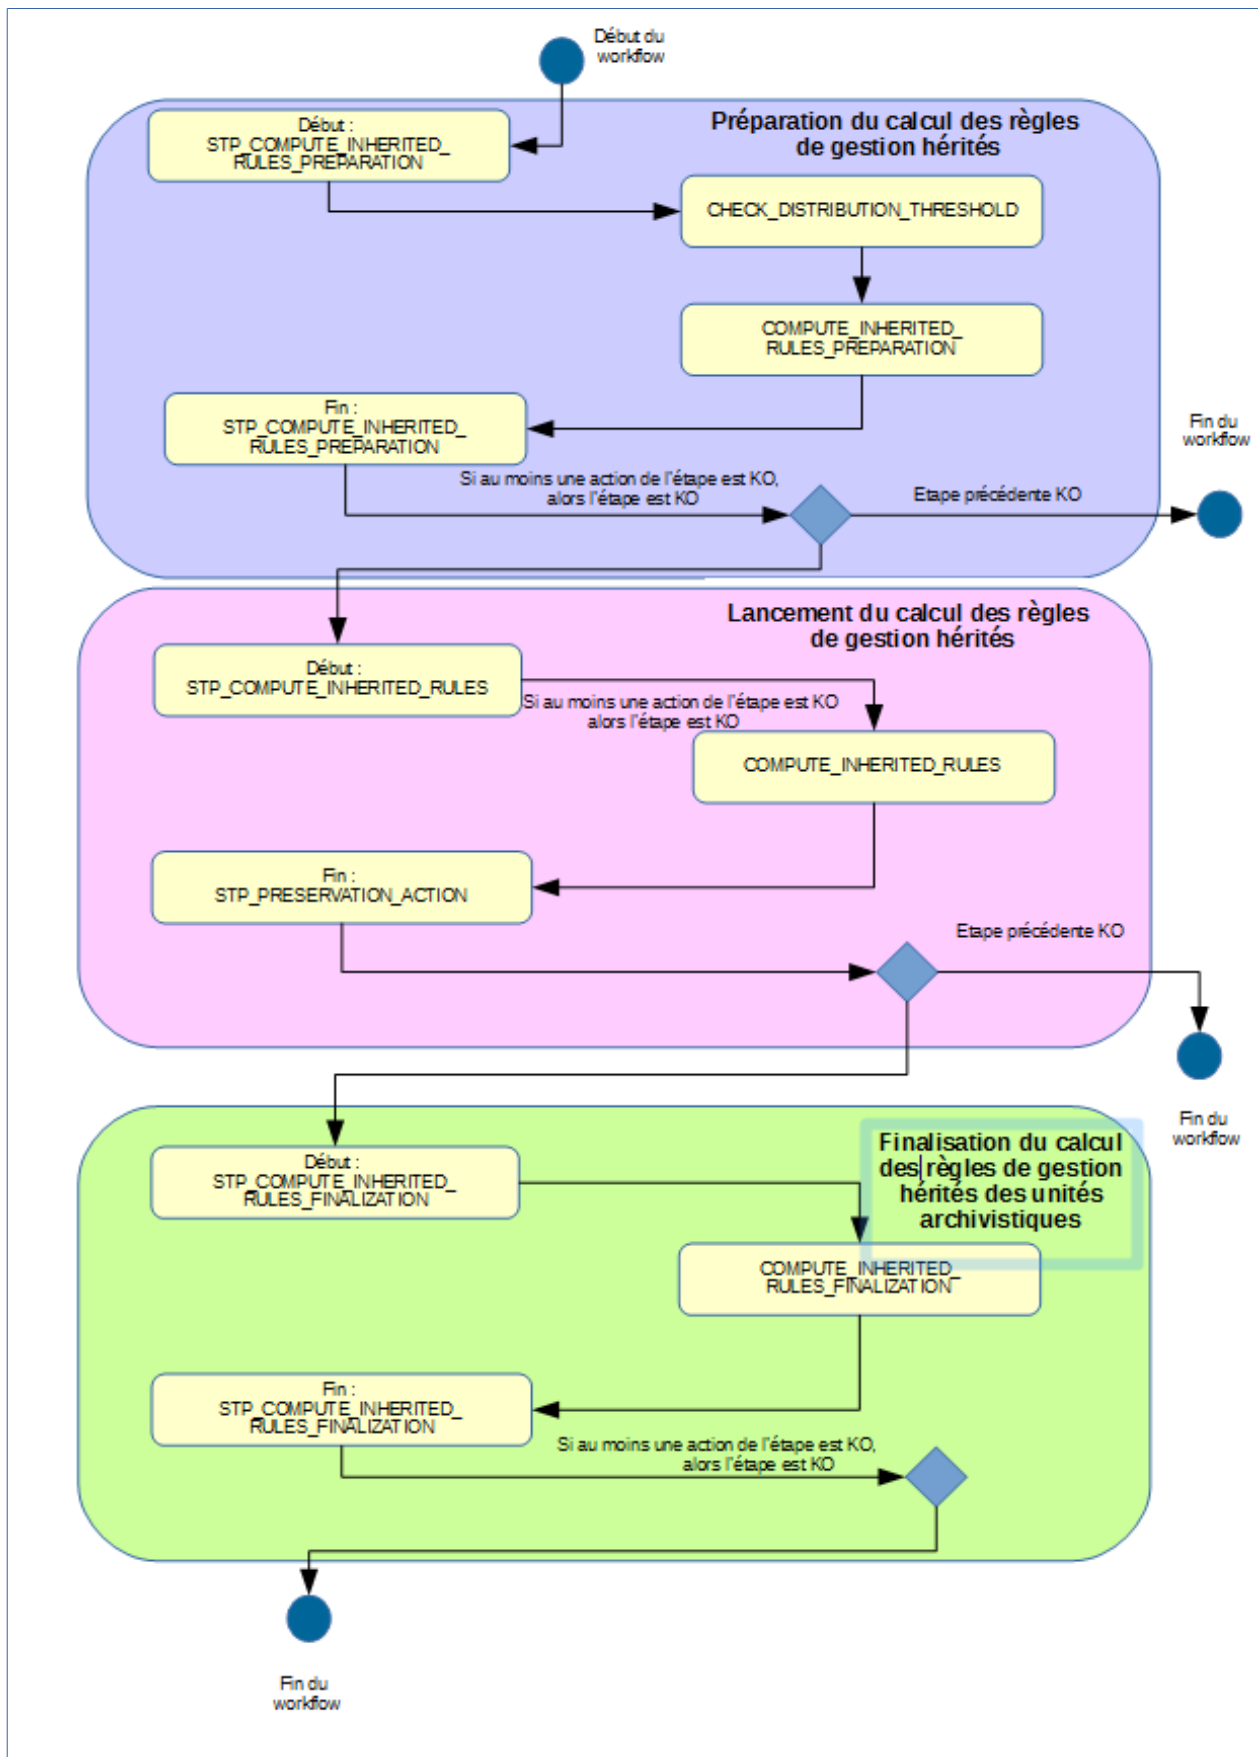 Début du
workflow
Préparation du calcul des règles
de gestion hérités
Début :
STP_COMPUTE_INHERITED_
RULES_PREPARATION
CHECK_DISTRIBUTION_THRESHOLD
COMPUTE_INHERITED_
RULES_PREPARATION
Fin :
STP_COMPUTE_INHERITED_
RULES_PREPARATION
Fin du
workflow
Si au moins une action de l'étape est KO,
alors l'étape est KO
Etape précédente KO
Lancement du calcul des règles
de gestion hérités
Début :
STP_COMPUTE_INHERITED_RULES
Si au moins une action de l'étape est KO
alors l'étape est KO
COMPUTE_INHERITED_RULES
Fin :
STP_PRESERVATION_ACTION
Etape précédente KO
Fin du
workflow
Finalisation du calcul
des règles de gestion
hérités des unités
archivistiques
Début :
STP_COMPUTE_INHERITED_
RULES_FINALIZATION
COMPUTE_INHERITED_
RULES_FINALIZATION
Fin :
STP_COMPUTE_INHERITED_
RULES_FINALIZATION
Si au moins une action de l'étape est KO,
alors l'étape est KO
Fin du
workflow